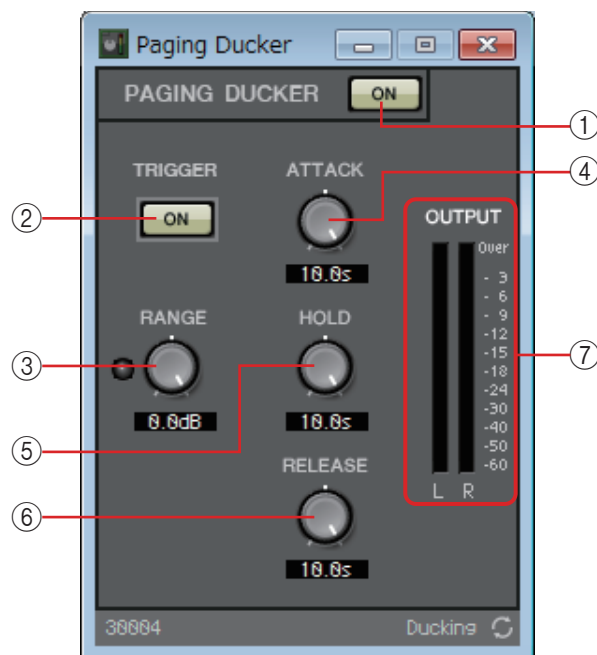 Paging Ducker
PAGING DUCKER ON
①
TRIGGER ATTACK
④
② ON
10.0s
OUTPUT
Over
- 3
- 6
- 9
-12
-15
-18
-24
-30
-40
-50
-60
L R
⑦
RANGE HOLD
③
0.0dB 10.0s
⑤
RELEASE
⑥
10.0s
30004 Ducking